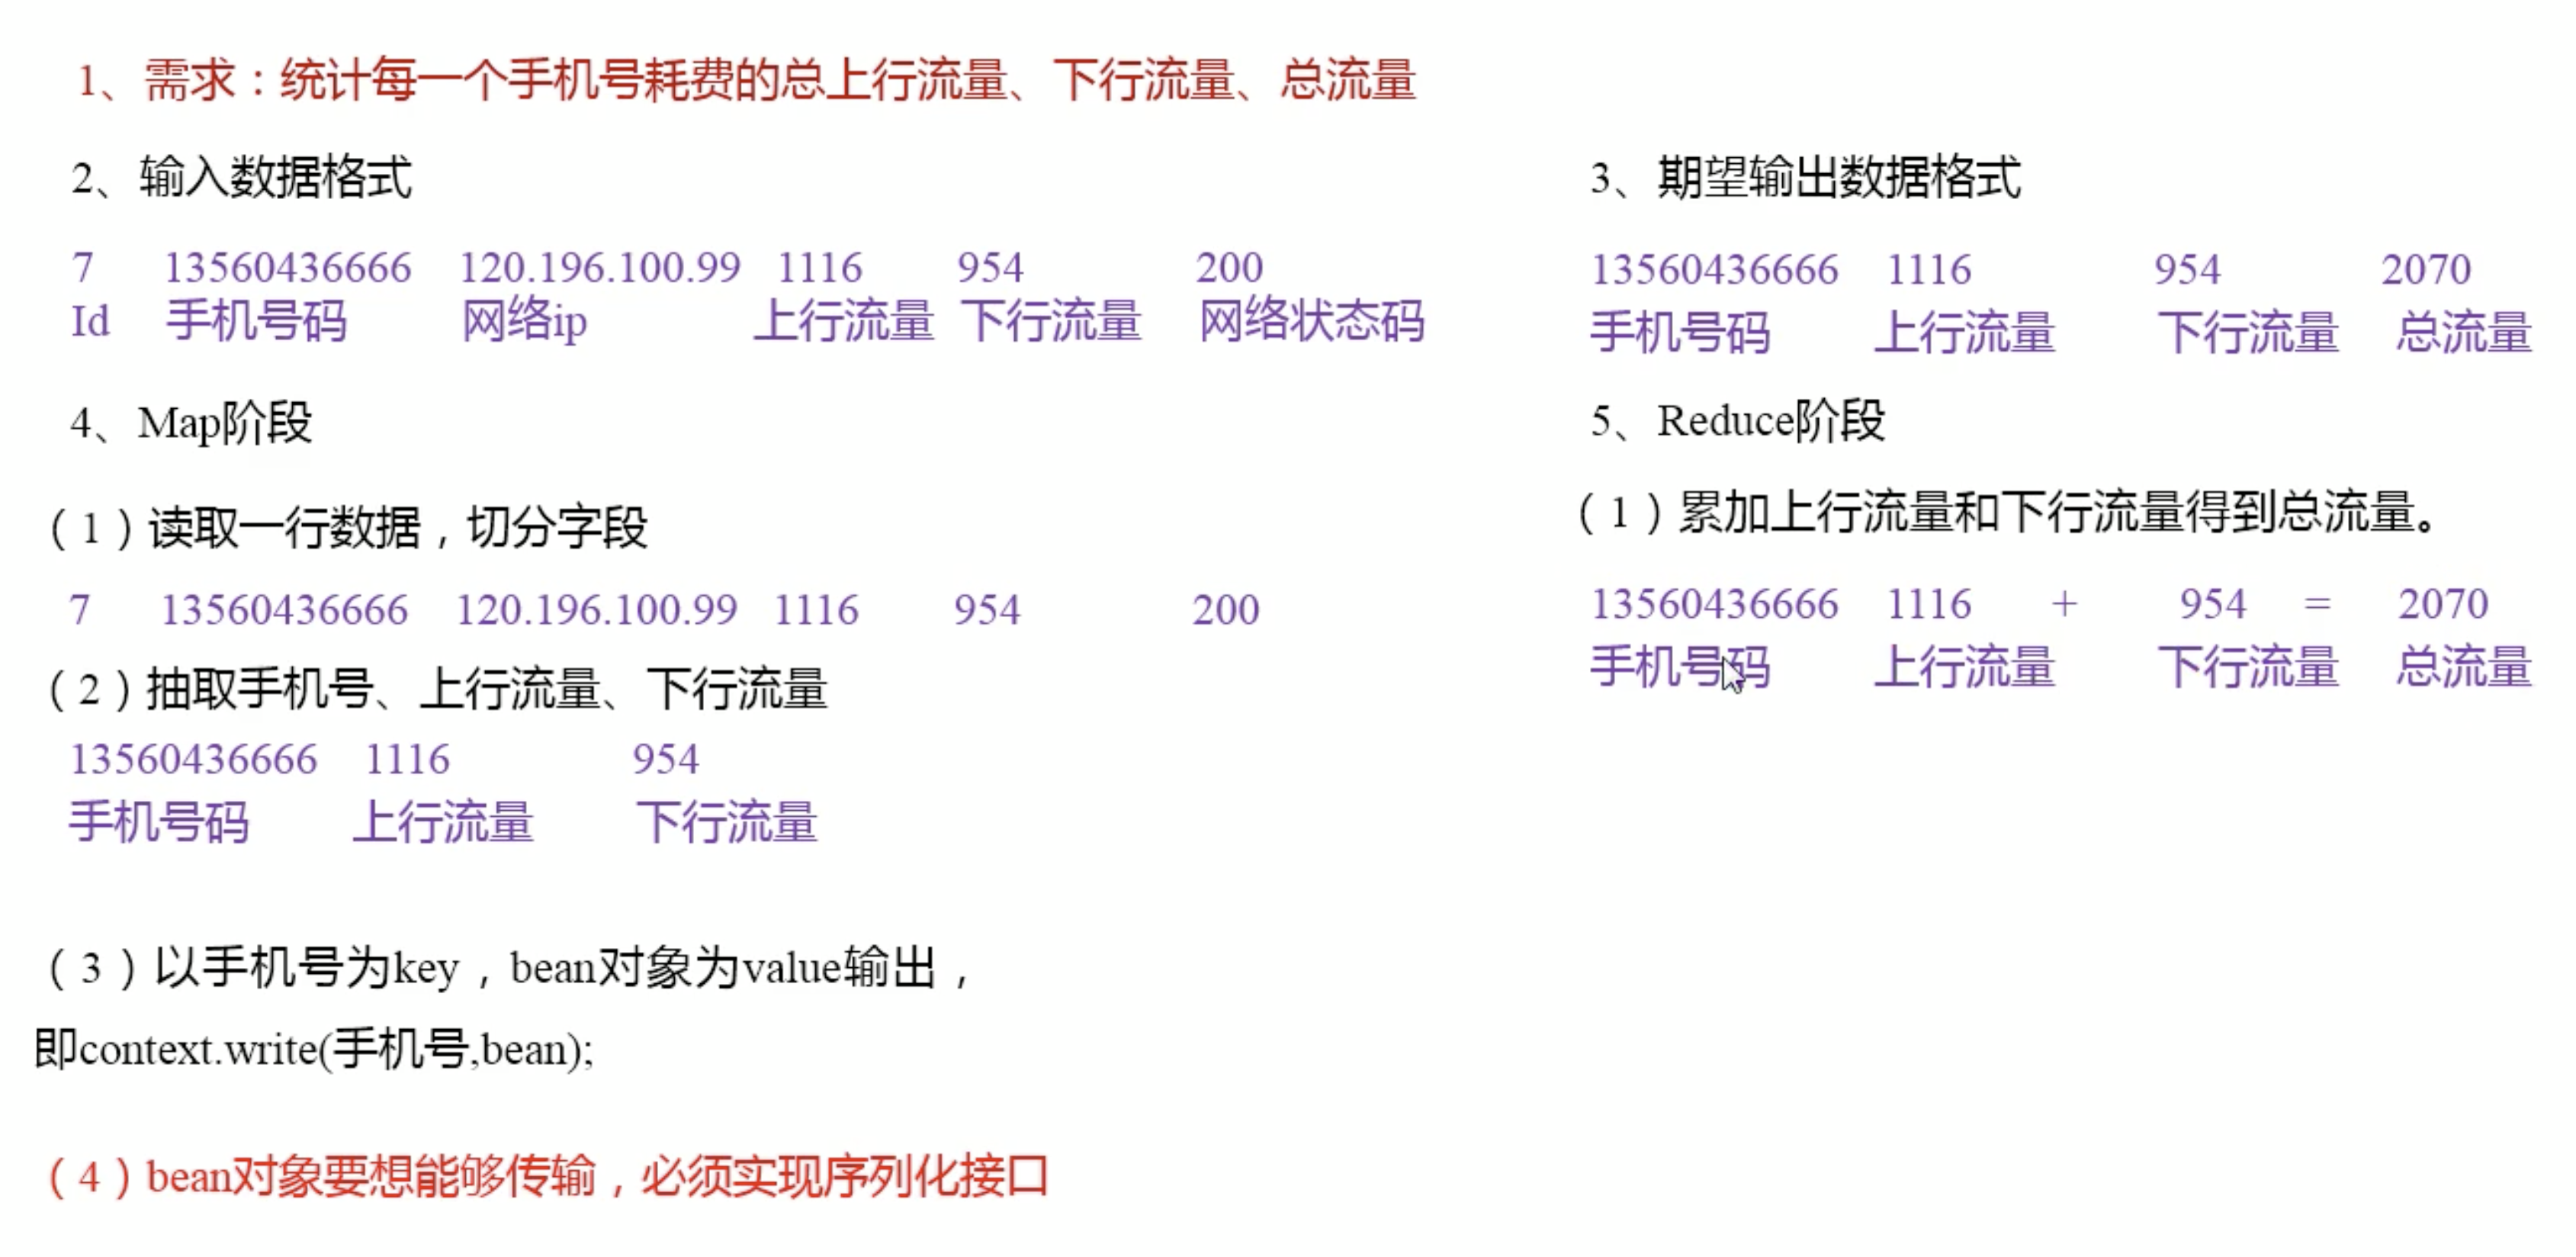 1、需求：统计每一个手机号耗费的总上行流量、下行流量、总流量
2、输入数据格式
7 13560436666 120.196.100.99 1116 954 200
Id 手机号码 网络ip 上行流量 下行流量 网络状态码
3、期望输出数据格式
13560436666 1116 954 2070
手机号码 上行流量 下行流量 总流量
4、Map阶段
（1）读取一行数据，切分字段
7 13560436666 120.196.100.99 1116 954 200
（2）抽取手机号、上行流量、下行流量
13560436666 1116 954
手机号码 上行流量 下行流量
（3）以手机号为key，bean对象为value输出，
即context.write(手机号,bean);
（4）bean对象要想能够传输，必须实现序列化接口
5、Reduce阶段
（1）累加上行流量和下行流量得到总流量。
13560436666 1116 + 954 = 2070
手机号码 上行流量 下行流量 总流量